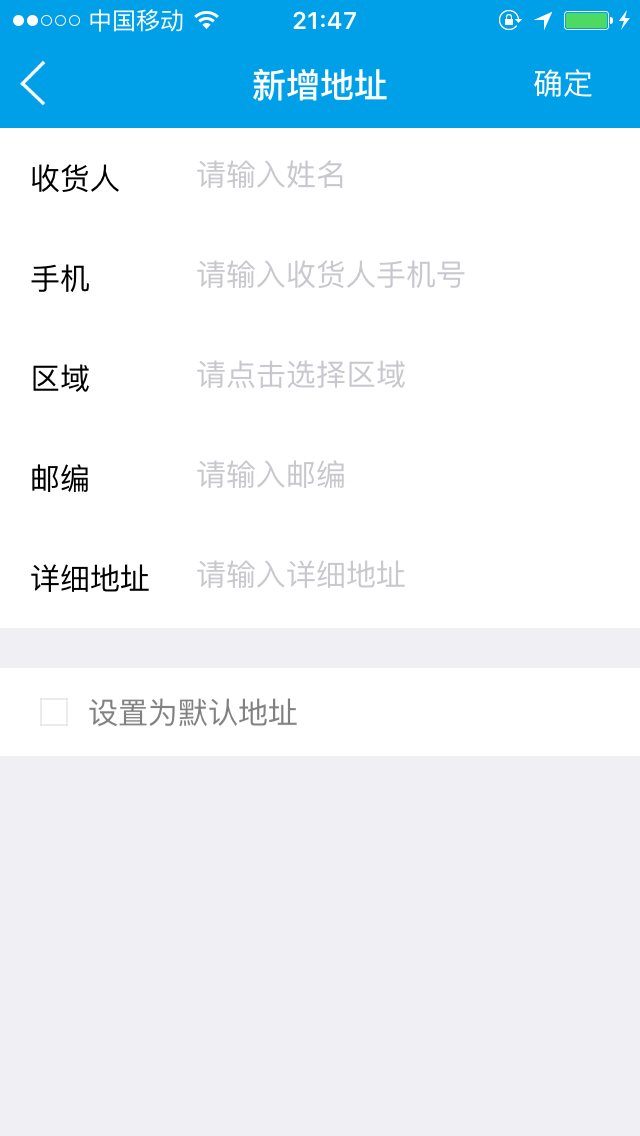 中国移动 21:47
新增地址 确定
收货人 请输入姓名
手机 请输入收货人手机号
区域 请点击选择区域
邮编 请输入邮编
详细地址 请输入详细地址
设置为默认地址